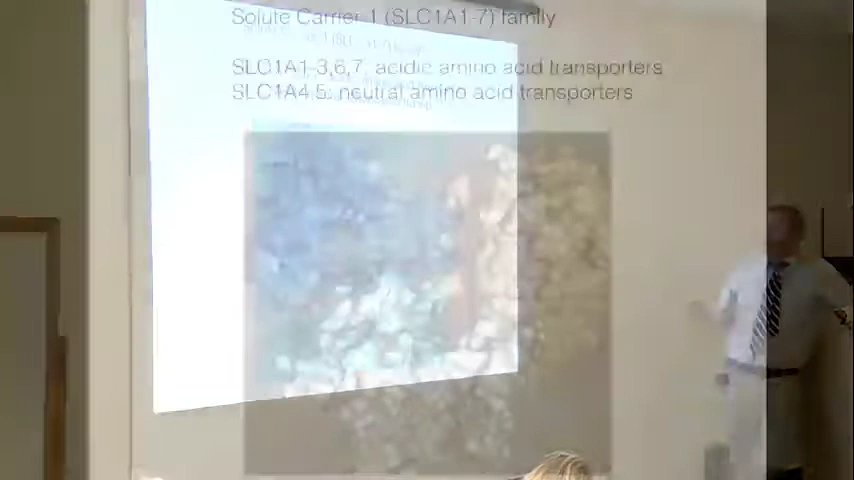 Solute Carrier 1 (SLC1A1-7) family
SLC1A1-3,6,7: acidic amino acid transporters
SLC1A4-5: neutral amino acid transporters